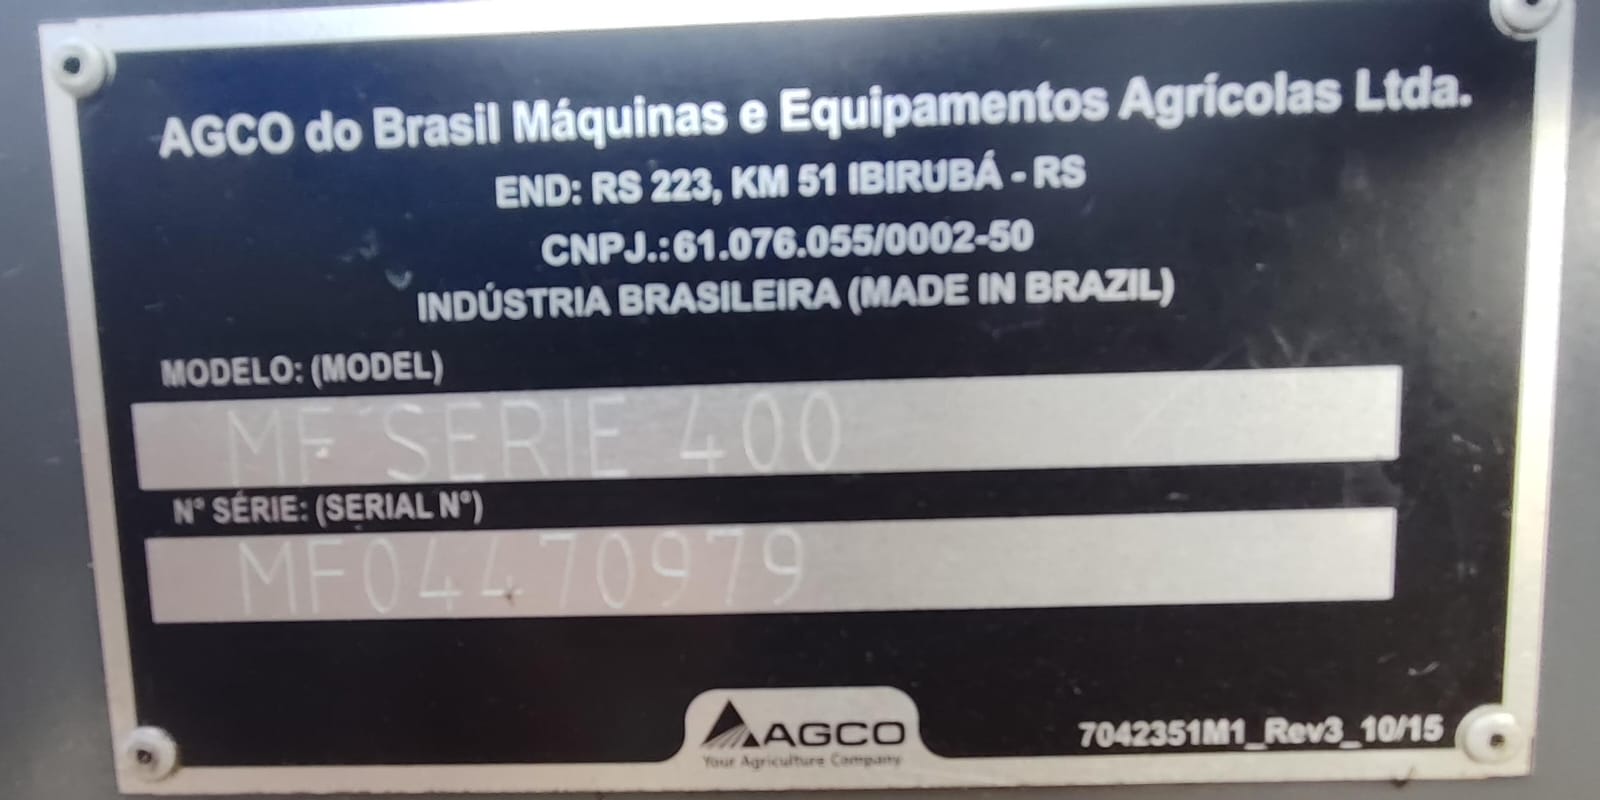 AGCO do Brasil Máquinas e Equipamentos Agrícolas Ltda.
END: RS 223, KM 51 IBIRUBÁ - RS
CNPJ.:61.076.055/0002-50
INDÚSTRIA BRASILEIRA (MADE IN BRAZIL)
MODELO: (MODEL)
MF SERIE 400
Nº SÉRIE: (SERIAL Nº)
MF04470979
AGCO
Your Agriculture Company
7042351M1_Rev3_10/15